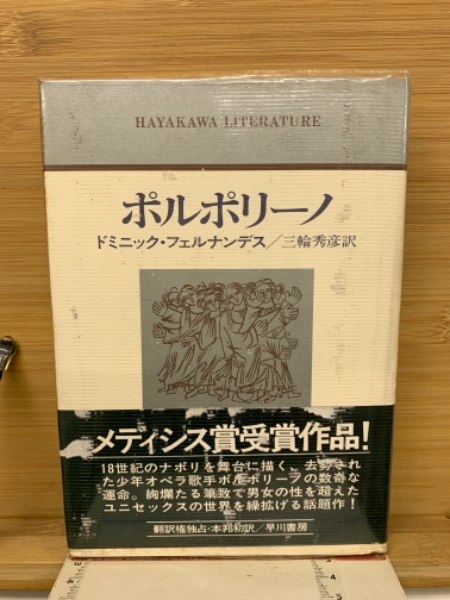 HAYAKAWA LITERATURE
ポルポリーノ
ドミニック・フェルナンデス/三輪秀彦訳
メディシス賞受賞作品!
18世紀のナポリを舞台に描く、去勢され
た少年オペラ歌手ポルポリーノの数奇な
運命。絢爛たる筆致で男女の性を超えた
ユニセックスの世界を繰拡げる話題作!
翻訳権独占・本邦初訳/早川書房